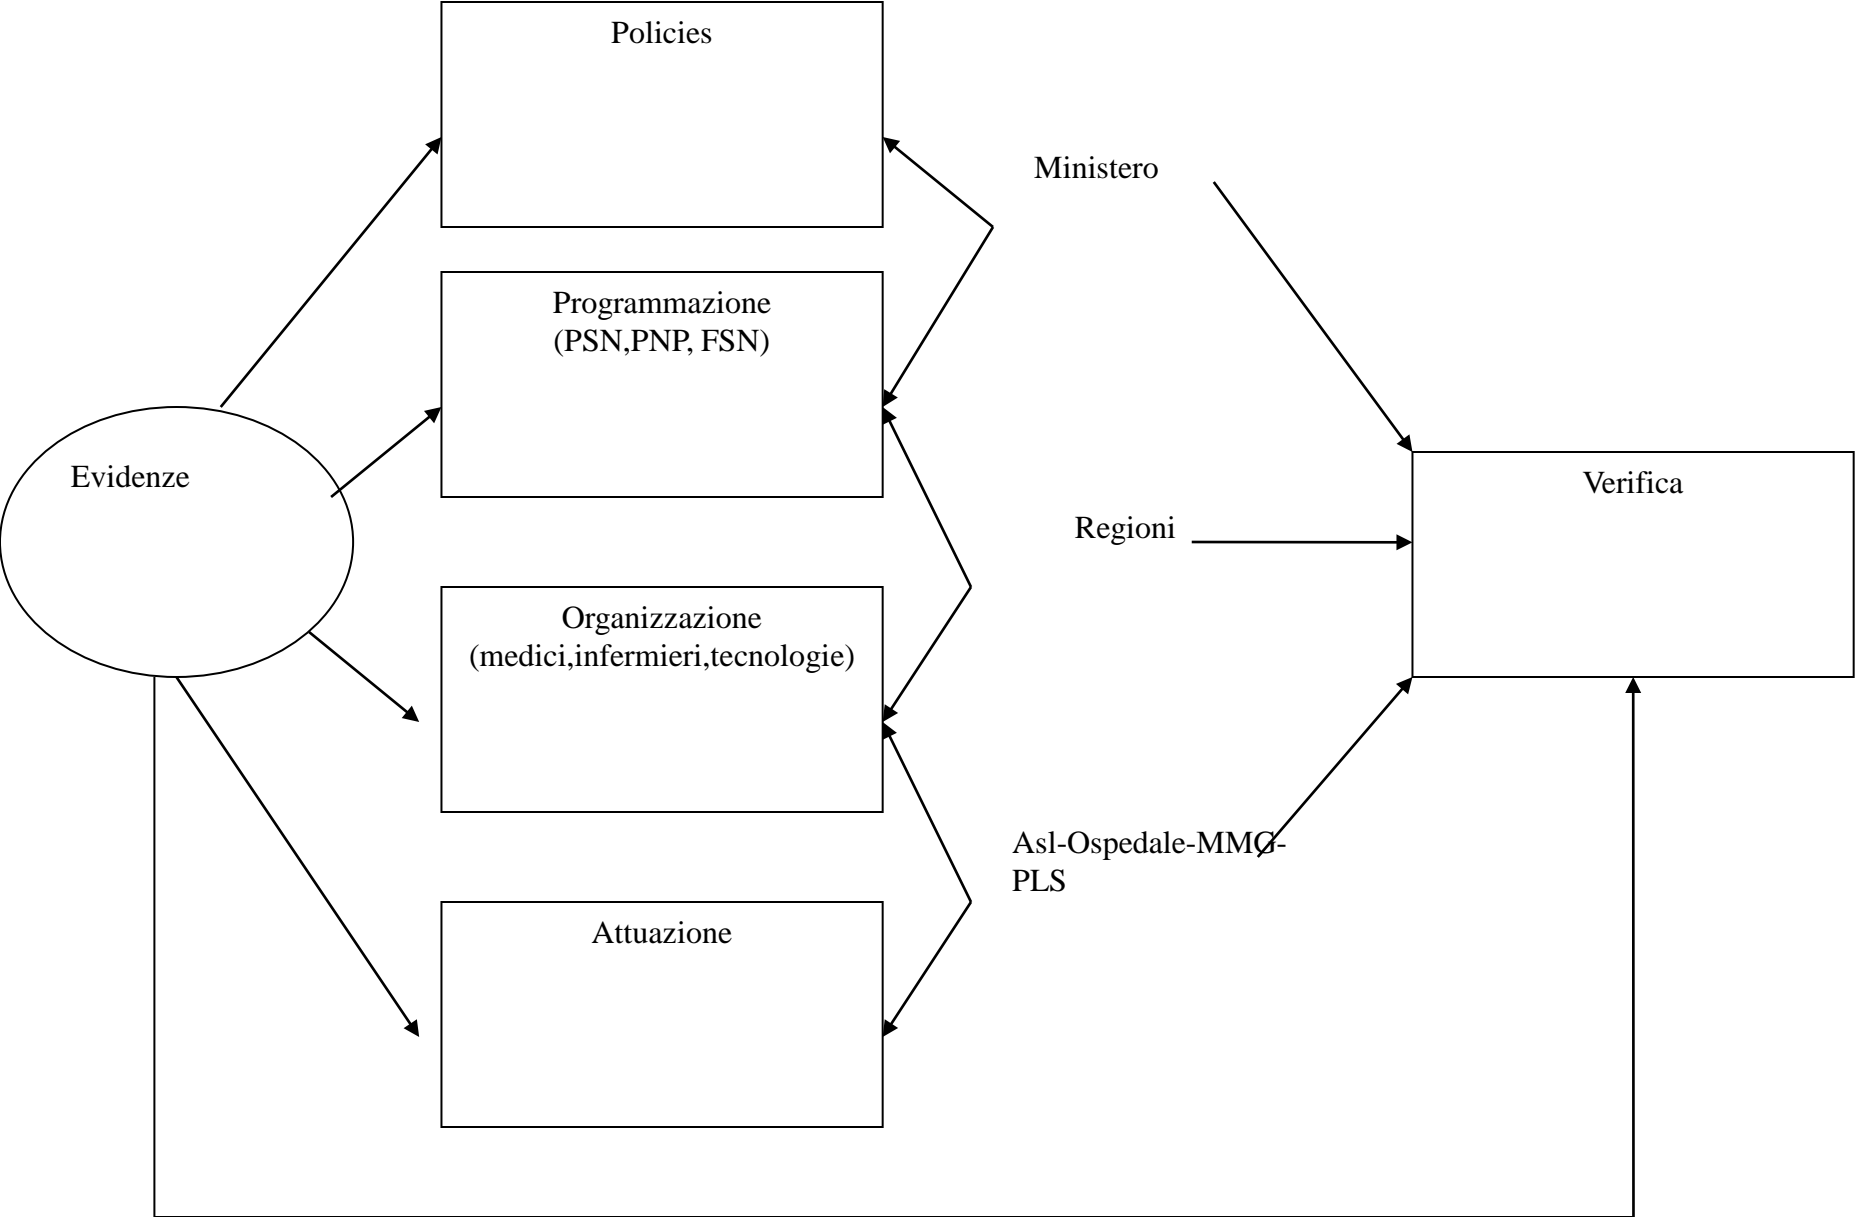 Policies
Ministero
Programmazione
(PSN,PNP, FSN)
Evidenze
Verifica
Regioni
Organizzazione
(medici,infermieri,tecnologie)
Asl-Ospedale-MMG-
PLS
Attuazione